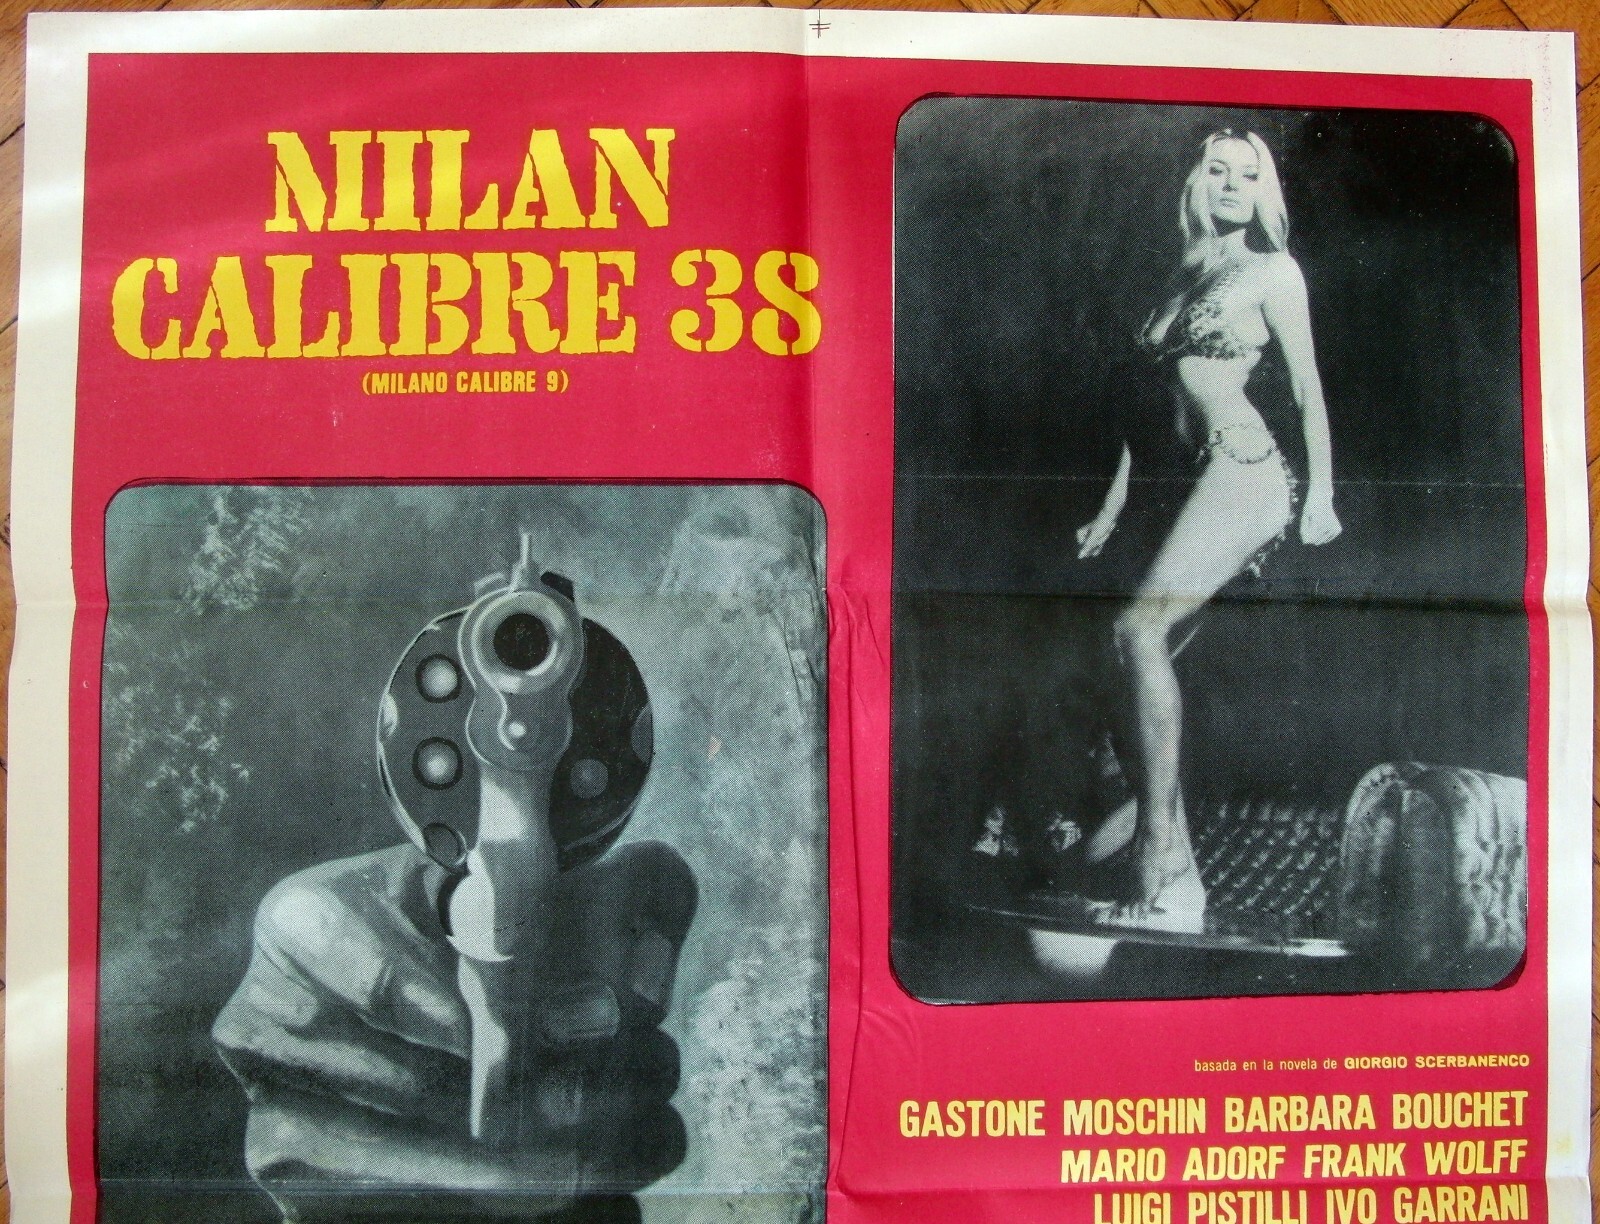 MILAN
CALIBRE 38
(MILANO CALIBRE 9)
basada en la novela de GIORGIO SCERBANENCO
GASTONE MOSCHIN BARBARA BOUCHET
MARIO ADORF FRANK WOLFF
LUIGI PISTILLI IVO GARRANI